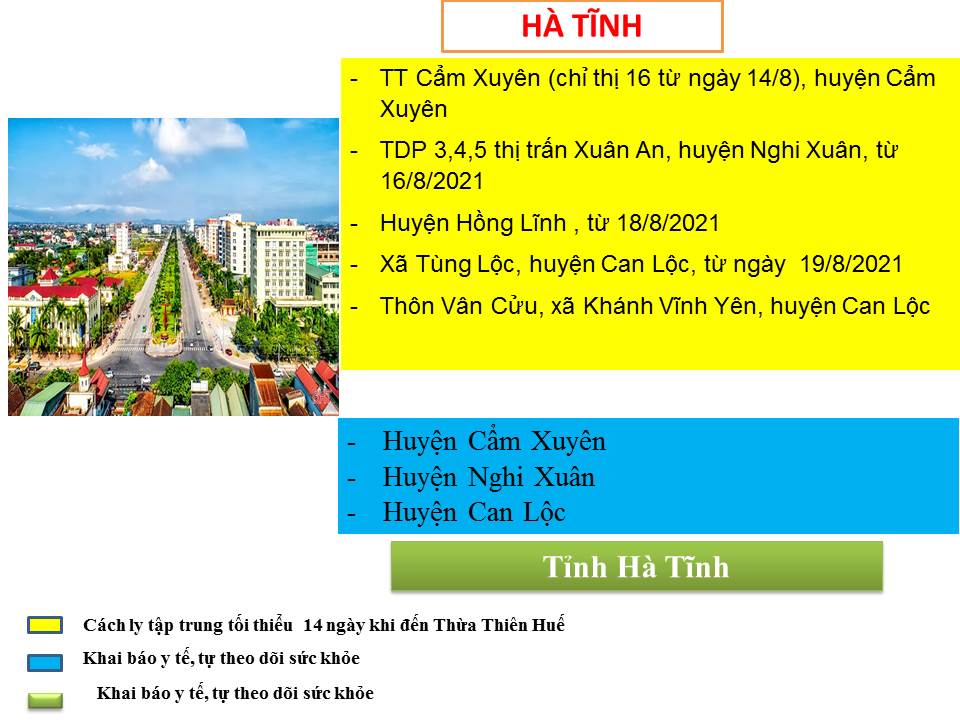 HÀ TĨNH
- TT Cẩm Xuyên (chỉ thị 16 từ ngày 14/8), huyện Cẩm
Xuyên
- TDP 3,4,5 thị trấn Xuân An, huyện Nghi Xuân, từ
16/8/2021
- Huyện Hồng Lĩnh , từ 18/8/2021
- Xã Tùng Lộc, huyện Can Lộc, từ ngày 19/8/2021
- Thôn Vân Cửu, xã Khánh Vĩnh Yên, huyện Can Lộc
- Huyện Cẩm Xuyên
- Huyện Nghi Xuân
- Huyện Can Lộc
Tỉnh Hà Tĩnh
Cách ly tập trung tối thiểu 14 ngày khi đến Thừa Thiên Huế
Khai báo y tế, tự theo dõi sức khỏe
Khai báo y tế, tự theo dõi sức khỏe